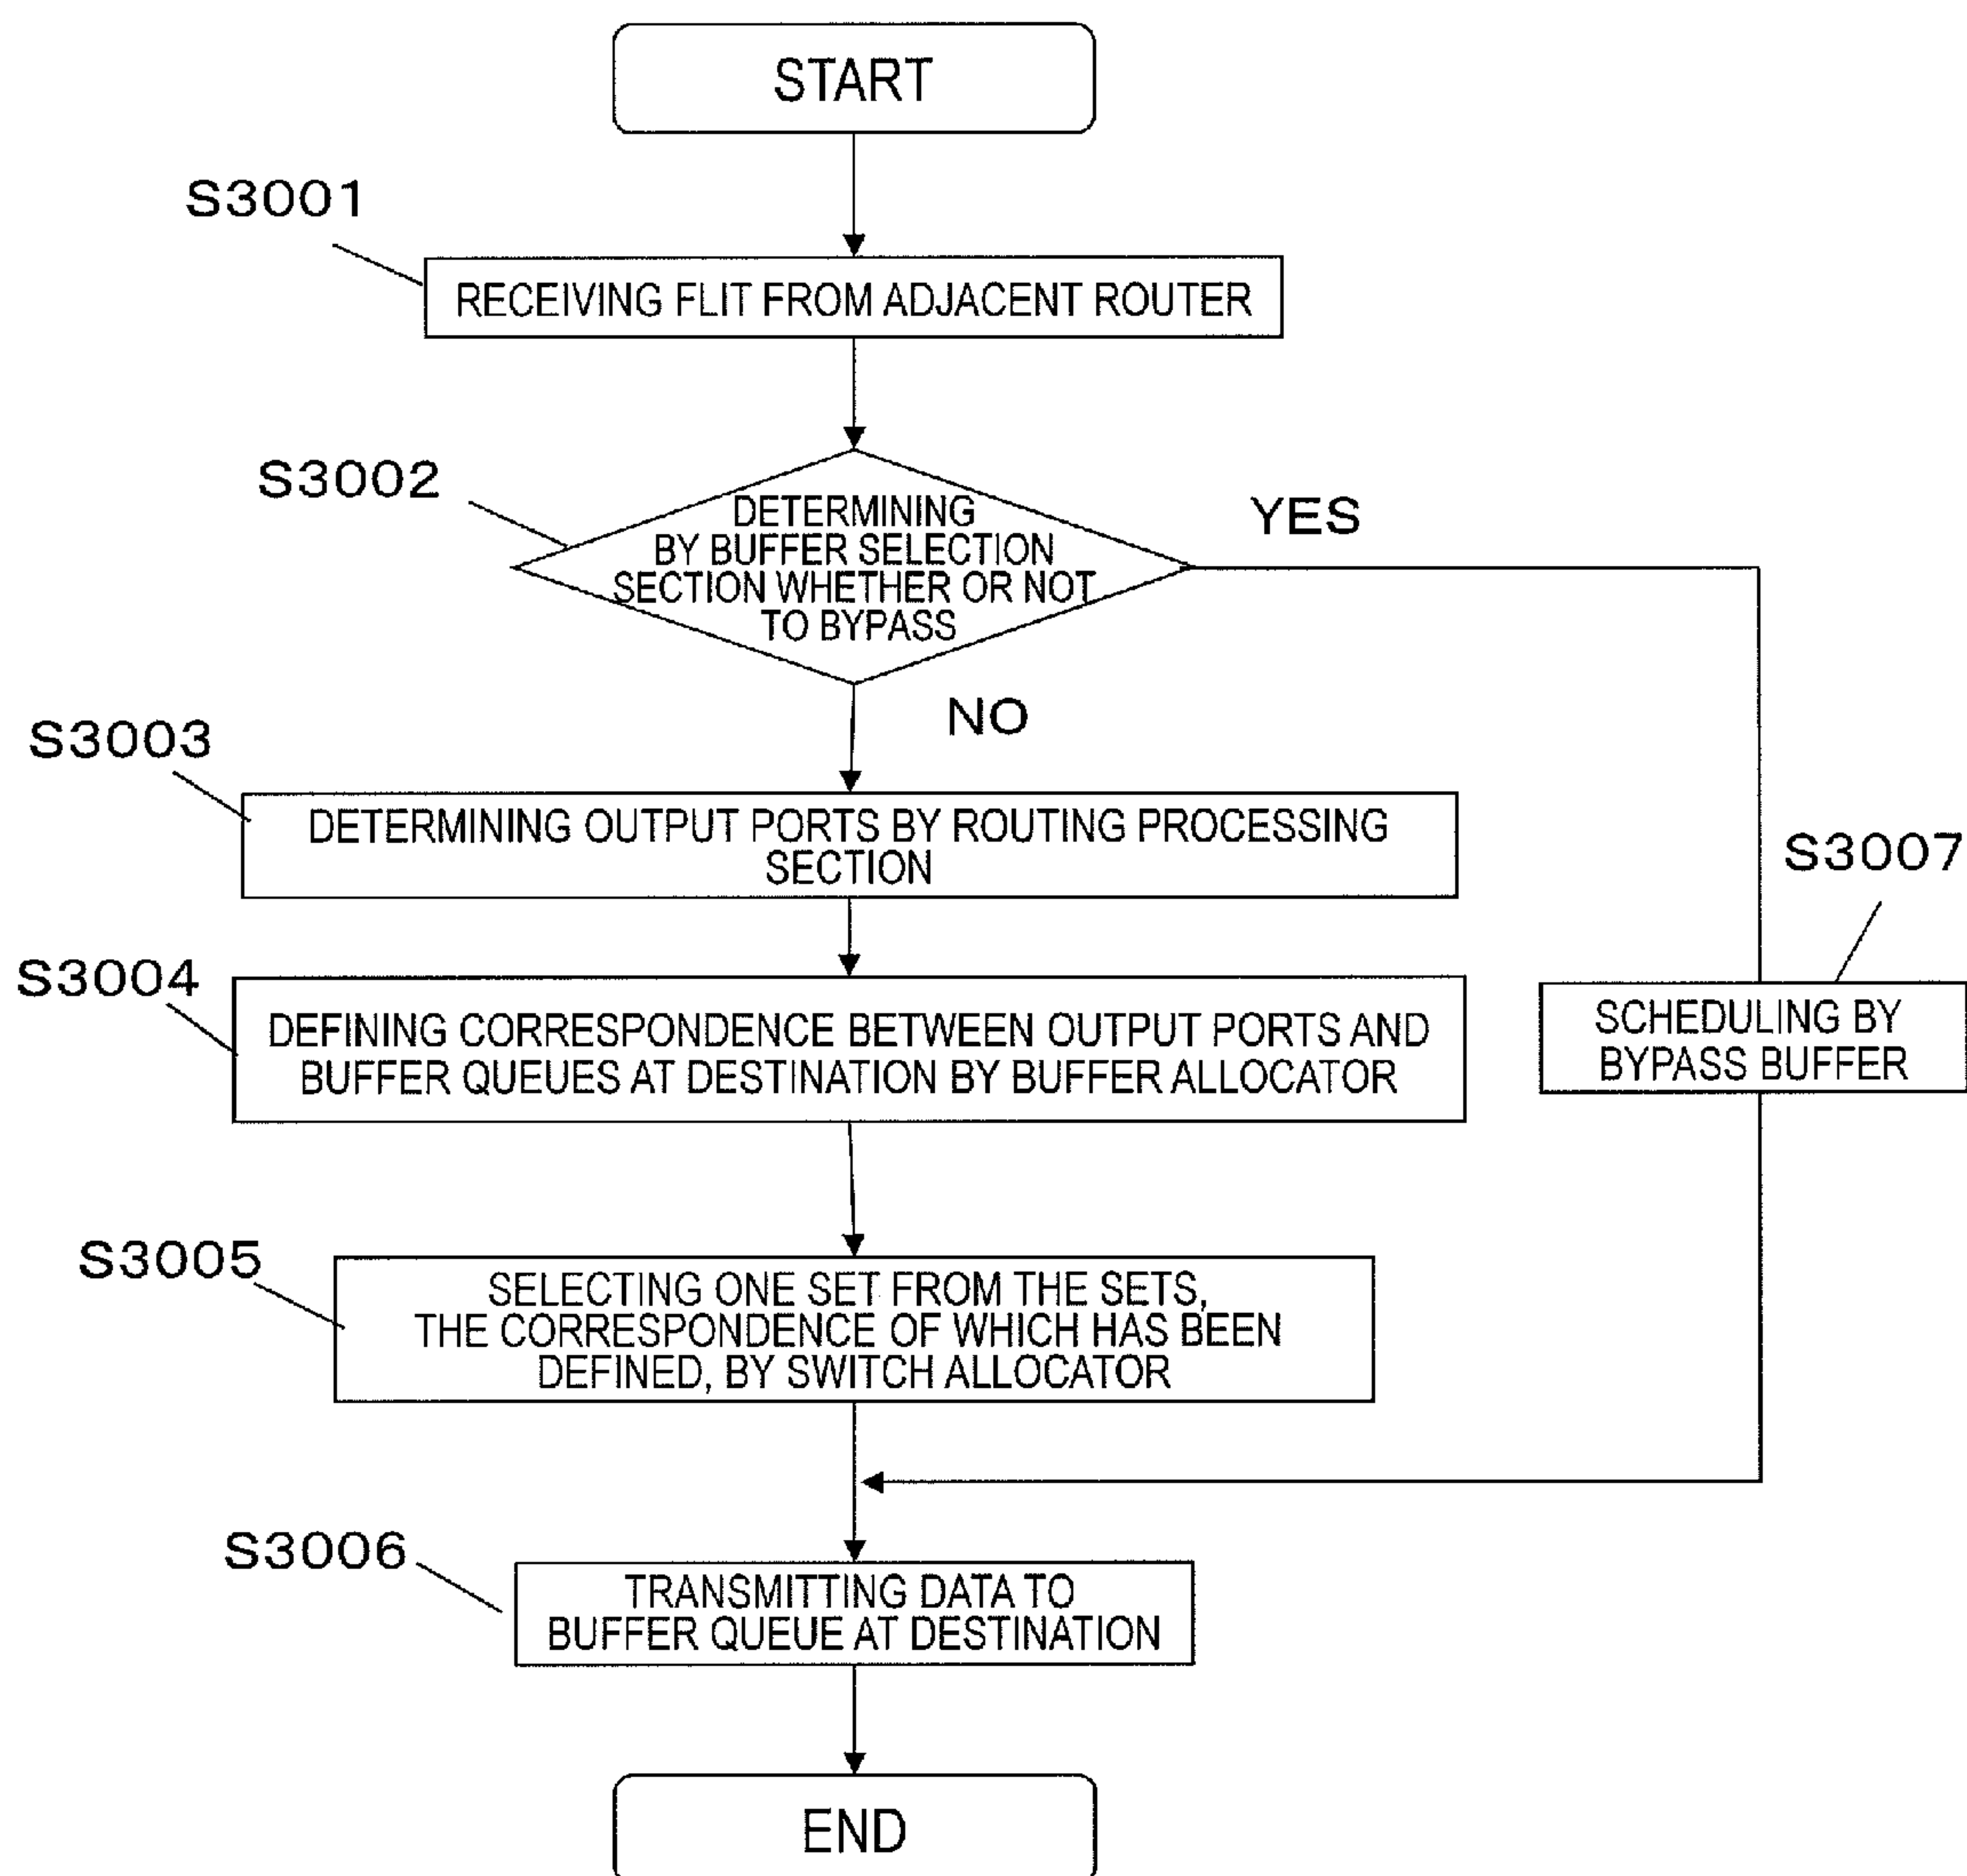 START
S3001
RECEIVING FLIT FROM ADJACENT ROUTER
S3002
DETERMINING
BY BUFFER SELECTION
SECTION WHETHER OR NOT
TO BYPASS
YES
NO
S3003
DETERMINING OUTPUT PORTS BY ROUTING PROCESSING
SECTION
S3007
SCHEDULING BY
BYPASS BUFFER
S3004
DEFINING CORRESPONDENCE BETWEEN OUTPUT PORTS AND
BUFFER QUEUES AT DESTINATION BY BUFFER ALLOCATOR
S3005
SELECTING ONE SET FROM THE SETS,
THE CORRESPONDENCE OF WHICH HAS BEEN
DEFINED, BY SWITCH ALLOCATOR
S3006
TRANSMITTING DATA TO
BUFFER QUEUE AT DESTINATION
END